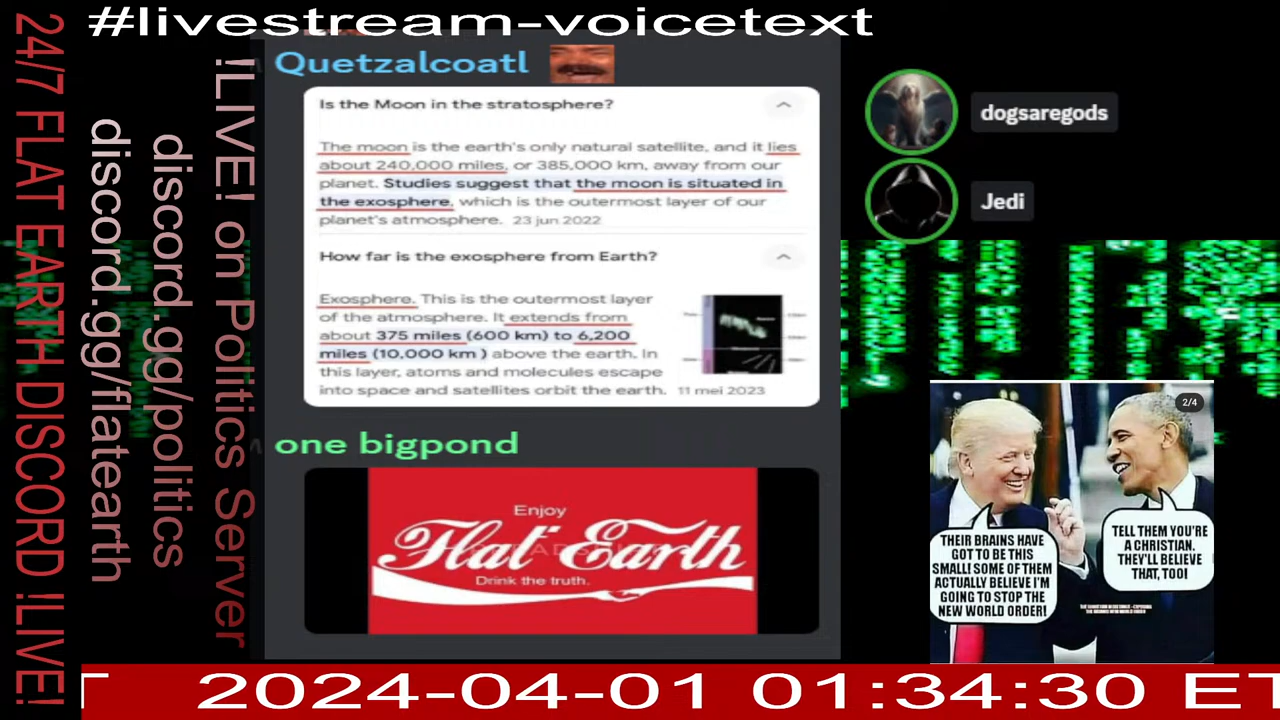 #livestream-voicetext
24/7 FLAT EARTH DISCORD !LIVE!
discord.gg/flatearth
discord.gg/politics
!LIVE! on Politics Server
Quetzalcoatl
Is the Moon in the stratosphere?
The moon is the earth's only natural satellite, and it lies
about 240,000 miles, or 385,000 km, away from our
planet. Studies suggest that the moon is situated in
the exosphere, which is the outermost layer of our
planet's atmosphere. 23 jun 2022
How far is the exosphere from Earth?
Exosphere. This is the outermost layer
of the atmosphere. It extends from
about 375 miles (600 km) to 6,200
miles (10,000 km ) above the earth. In
this layer, atoms and molecules escape
into space and satellites orbit the earth. 11 mei 2023
one bigpond
Enjoy
Flat Earth
Drink the truth.
dogsaregods
Jedi
2/4
THEIR BRAINS HAVE
GOT TO BE THIS
SMALL! SOME OF THEM
ACTUALLY BELIEVE I'M
GOING TO STOP THE
NEW WORLD ORDER!
TELL THEM YOU'RE
A CHRISTIAN.
THEY'LL BELIEVE
THAT, TOO!
T 2024-04-01 01:34:30 ET